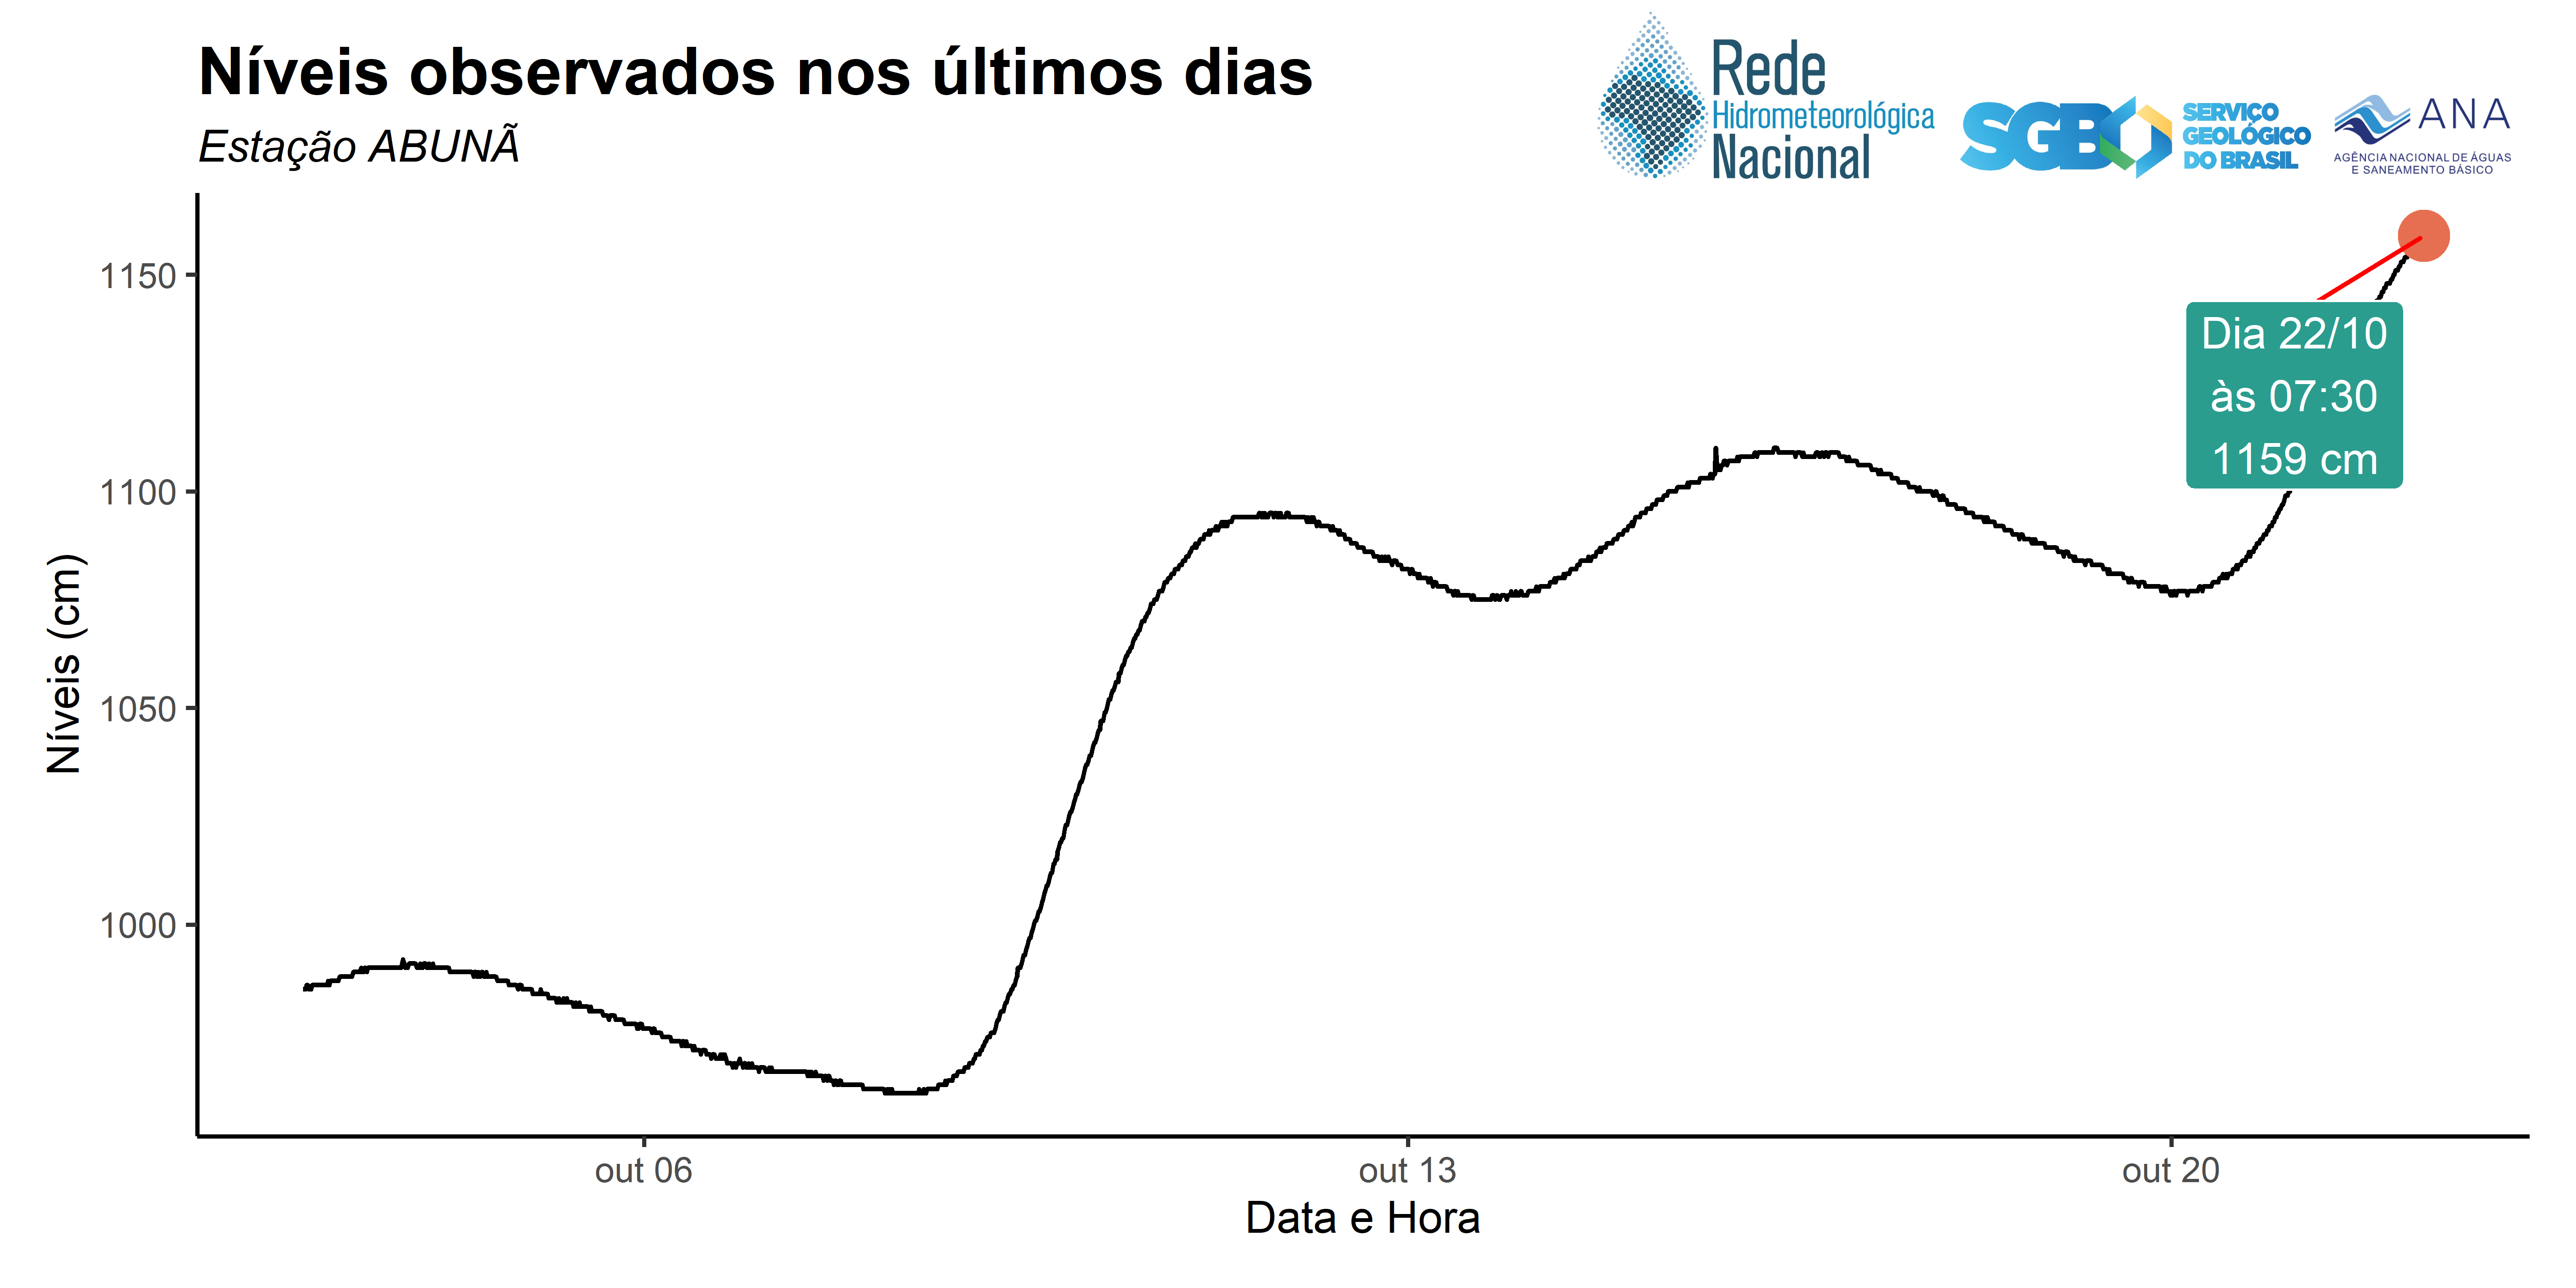 Níveis observados nos últimos dias
Estação ABUNÃ
Rede
Hidrometeorológica
Nacional
SGB
SERVIÇO
GEOLÓGICO
DO BRASIL
ANA
AGÊNCIA NACIONAL DE ÁGUAS
E SANEAMENTO BÁSICO
Níveis (cm)
1150
1100
1050
1000
Dia 22/10
às 07:30
1159 cm
out 06
out 13
out 20
Data e Hora